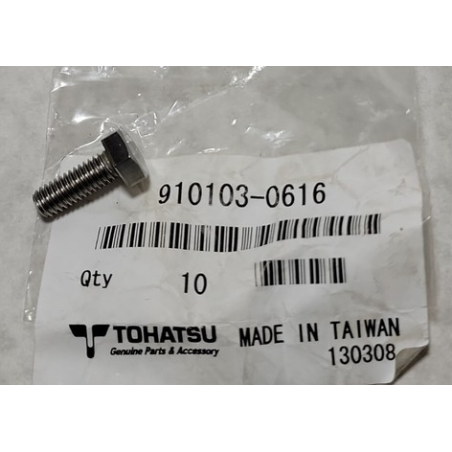 910103-0616
Qty 10
TOHATSU
Genuine Parts & Accessory
MADE IN TAIWAN
130308